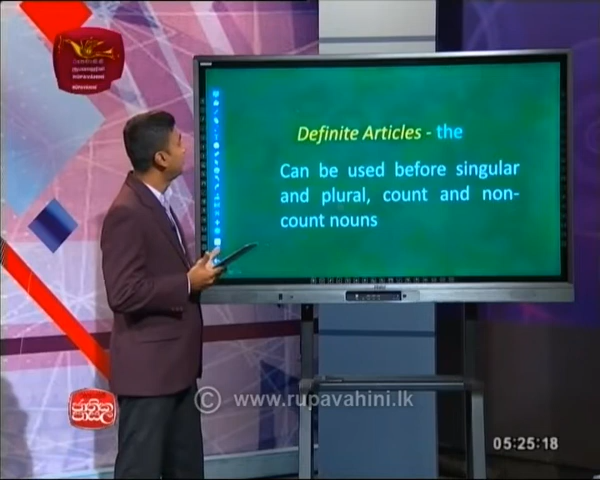 RUPAVAHINI
Definite Articles - the
Can be used before singular
and plural, count and non-
count nouns
© www.rupavahini.lk
05:25:18